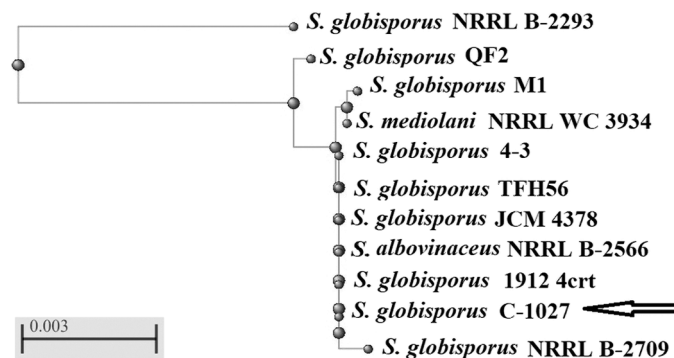 S. globisporus NRRL B-2293
S. globisporus QF2
S. globisporus M1
S. mediolani NRRL WC 3934
S. globisporus 4-3
S. globisporus TFH56
S. globisporus JCM 4378
S. albovinaceus NRRL B-2566
S. globisporus 1912 4crt
S. globisporus C-1027
0.003
S. globisporus NRRL B-2709